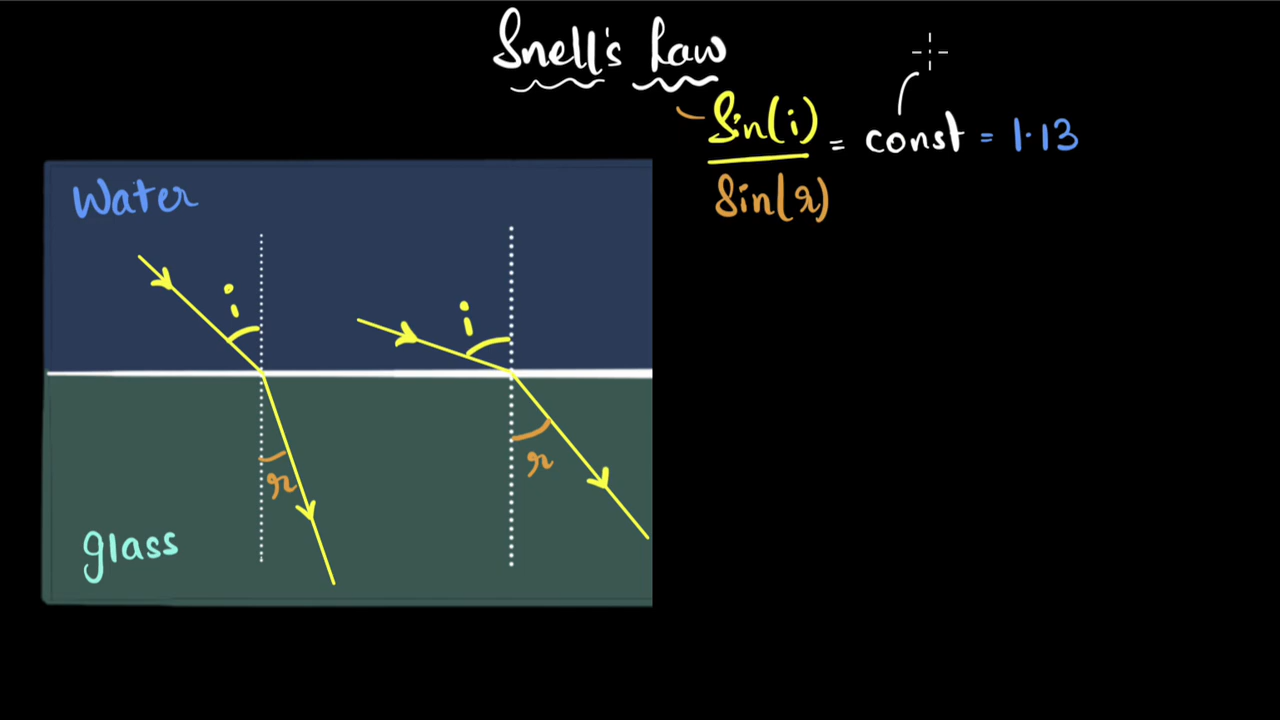 Snell's Law
Sin(i) = const = 1.13
Sin(r)
Water
i
i
r
r
glass